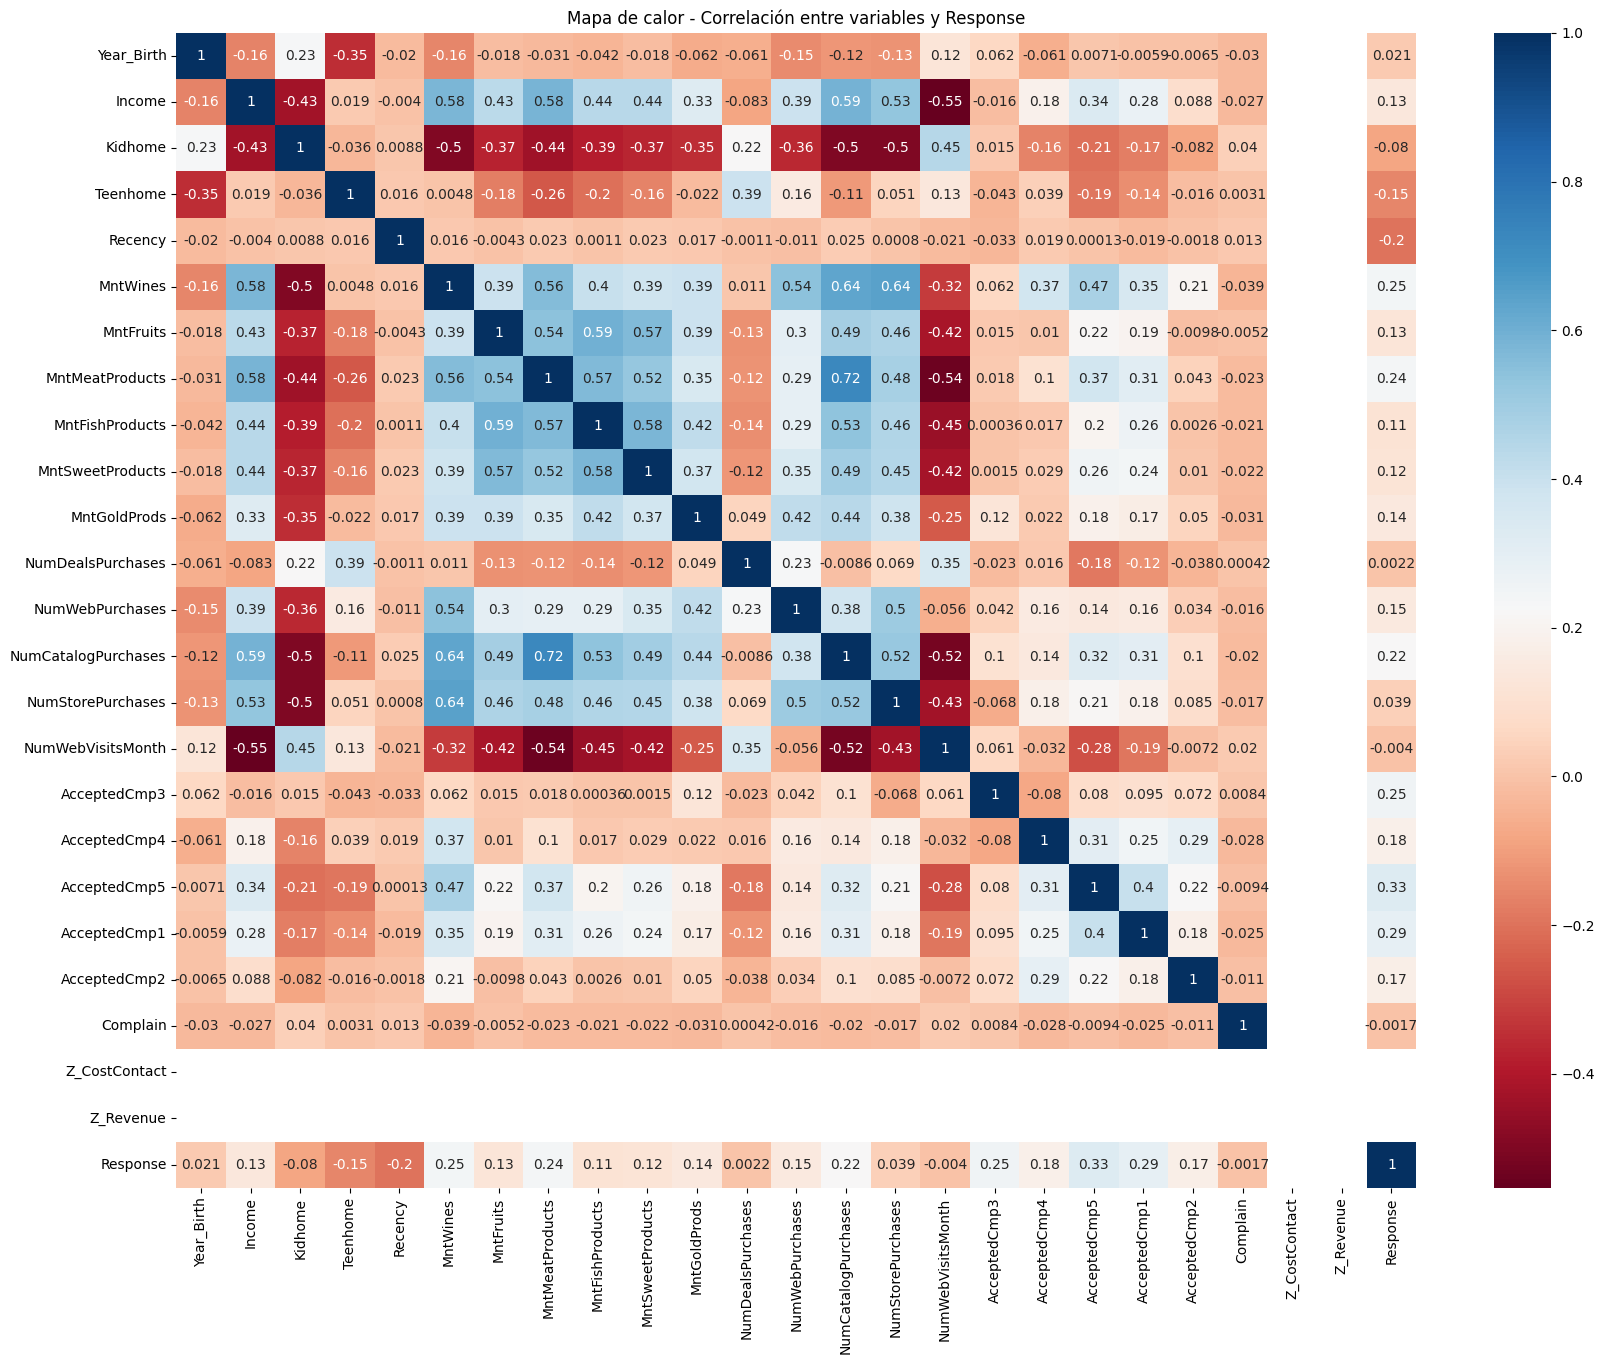 Mapa de calor - Correlación entre variables y Response
Year_Birth 1 -0.16 0.23 -0.35 -0.02 -0.16 -0.018 -0.031 -0.042 -0.018 -0.062 -0.061 -0.15 -0.12 -0.13 0.12 0.062 -0.061 0.0071 -0.0059 -0.0065 -0.03 0.021
Income -0.16 1 -0.43 0.019 -0.004 0.58 0.43 0.58 0.44 0.44 0.33 -0.083 0.39 0.59 0.53 -0.55 -0.016 0.18 0.34 0.28 0.088 -0.027 0.13
Kidhome 0.23 -0.43 1 -0.036 0.0088 -0.5 -0.37 -0.44 -0.39 -0.37 -0.35 0.22 -0.36 -0.5 -0.5 0.45 0.015 -0.16 -0.21 -0.17 -0.082 0.04 -0.08
Teenhome -0.35 0.019 -0.036 1 0.016 0.0048 -0.18 -0.26 -0.2 -0.16 -0.022 0.39 0.16 -0.11 0.051 0.13 -0.043 0.039 -0.19 -0.14 -0.016 0.0031 -0.15
Recency -0.02 -0.004 0.0088 0.016 1 0.016 -0.0043 0.023 0.0011 0.023 0.017 -0.0011 -0.011 0.025 0.0008 -0.021 -0.033 0.019 0.00013 -0.019 -0.0018 0.013 -0.2
MntWines -0.16 0.58 -0.5 0.0048 0.016 1 0.39 0.56 0.4 0.39 0.39 0.011 0.54 0.64 0.64 -0.32 0.062 0.37 0.47 0.35 0.21 -0.039 0.25
MntFruits -0.018 0.43 -0.37 -0.18 -0.0043 0.39 1 0.54 0.59 0.57 0.39 -0.13 0.3 0.49 0.46 -0.42 0.015 0.01 0.22 0.19 -0.0098 -0.0052 0.13
MntMeatProducts -0.031 0.58 -0.44 -0.26 0.023 0.56 0.54 1 0.57 0.52 0.35 -0.12 0.29 0.72 0.48 -0.54 0.018 0.1 0.37 0.31 0.043 -0.023 0.24
MntFishProducts -0.042 0.44 -0.39 -0.2 0.0011 0.4 0.59 0.57 1 0.58 0.42 -0.14 0.29 0.53 0.46 -0.45 0.00036 0.017 0.2 0.26 0.0026 -0.021 0.11
MntSweetProducts -0.018 0.44 -0.37 -0.16 0.023 0.39 0.57 0.52 0.58 1 0.37 -0.12 0.35 0.49 0.45 -0.42 0.0015 0.029 0.26 0.24 0.01 -0.022 0.12
MntGoldProds -0.062 0.33 -0.35 -0.022 0.017 0.39 0.39 0.35 0.42 0.37 1 0.049 0.42 0.44 0.38 -0.25 0.12 0.022 0.18 0.17 0.05 -0.031 0.14
NumDealsPurchases -0.061 -0.083 0.22 0.39 -0.0011 0.011 -0.13 -0.12 -0.14 -0.12 0.049 1 0.23 -0.0086 0.069 0.35 -0.023 0.016 -0.18 -0.12 -0.038 0.00042 0.0022
NumWebPurchases -0.15 0.39 -0.36 0.16 -0.011 0.54 0.3 0.29 0.29 0.35 0.42 0.23 1 0.38 0.5 -0.056 0.042 0.16 0.14 0.16 0.034 -0.016 0.15
NumCatalogPurchases -0.12 0.59 -0.5 -0.11 0.025 0.64 0.49 0.72 0.53 0.49 0.44 -0.0086 0.38 1 0.52 -0.52 0.1 0.14 0.32 0.31 0.1 -0.02 0.22
NumStorePurchases -0.13 0.53 -0.5 0.051 0.0008 0.64 0.46 0.48 0.46 0.45 0.38 0.069 0.5 0.52 1 -0.43 -0.068 0.18 0.21 0.18 0.085 -0.017 0.039
NumWebVisitsMonth 0.12 -0.55 0.45 0.13 -0.021 -0.32 -0.42 -0.54 -0.45 -0.42 -0.25 0.35 -0.056 -0.52 -0.43 1 0.061 -0.032 -0.28 -0.19 -0.0072 0.02 -0.004
AcceptedCmp3 0.062 -0.016 0.015 -0.043 -0.033 0.062 0.015 0.018 0.00036 0.0015 0.12 -0.023 0.042 0.1 -0.068 0.061 1 -0.08 0.08 0.095 0.072 0.0084 0.25
AcceptedCmp4 -0.061 0.18 -0.16 0.039 0.019 0.37 0.01 0.1 0.017 0.029 0.022 0.016 0.16 0.14 0.18 -0.032 -0.08 1 0.31 0.25 0.29 -0.028 0.18
AcceptedCmp5 0.0071 0.34 -0.21 -0.19 0.00013 0.47 0.22 0.37 0.2 0.26 0.18 -0.18 0.14 0.32 0.21 -0.28 0.08 0.31 1 0.4 0.22 -0.0094 0.33
AcceptedCmp1 -0.0059 0.28 -0.17 -0.14 -0.019 0.35 0.19 0.31 0.26 0.24 0.17 -0.12 0.16 0.31 0.18 -0.19 0.095 0.25 0.4 1 0.18 -0.025 0.29
AcceptedCmp2 -0.0065 0.088 -0.082 -0.016 -0.0018 0.21 -0.0098 0.043 0.0026 0.01 0.05 -0.038 0.034 0.1 0.085 -0.0072 0.072 0.29 0.22 0.18 1 -0.011 0.17
Complain -0.03 -0.027 0.04 0.0031 0.013 -0.039 -0.0052 -0.023 -0.021 -0.022 -0.031 0.00042 -0.016 -0.02 -0.017 0.02 0.0084 -0.028 -0.0094 -0.025 -0.011 1 -0.0017
Z_CostContact
Z_Revenue
Response 0.021 0.13 -0.08 -0.15 -0.2 0.25 0.13 0.24 0.11 0.12 0.14 0.0022 0.15 0.22 0.039 -0.004 0.25 0.18 0.33 0.29 0.17 -0.0017 1
Year_Birth
Income
Kidhome
Teenhome
Recency
MntWines
MntFruits
MntMeatProducts
MntFishProducts
MntSweetProducts
MntGoldProds
NumDealsPurchases
NumWebPurchases
NumCatalogPurchases
NumStorePurchases
NumWebVisitsMonth
AcceptedCmp3
AcceptedCmp4
AcceptedCmp5
AcceptedCmp1
AcceptedCmp2
Complain
Z_CostContact
Z_Revenue
Response
1.0
0.8
0.6
0.4
0.2
0.0
−0.2
−0.4